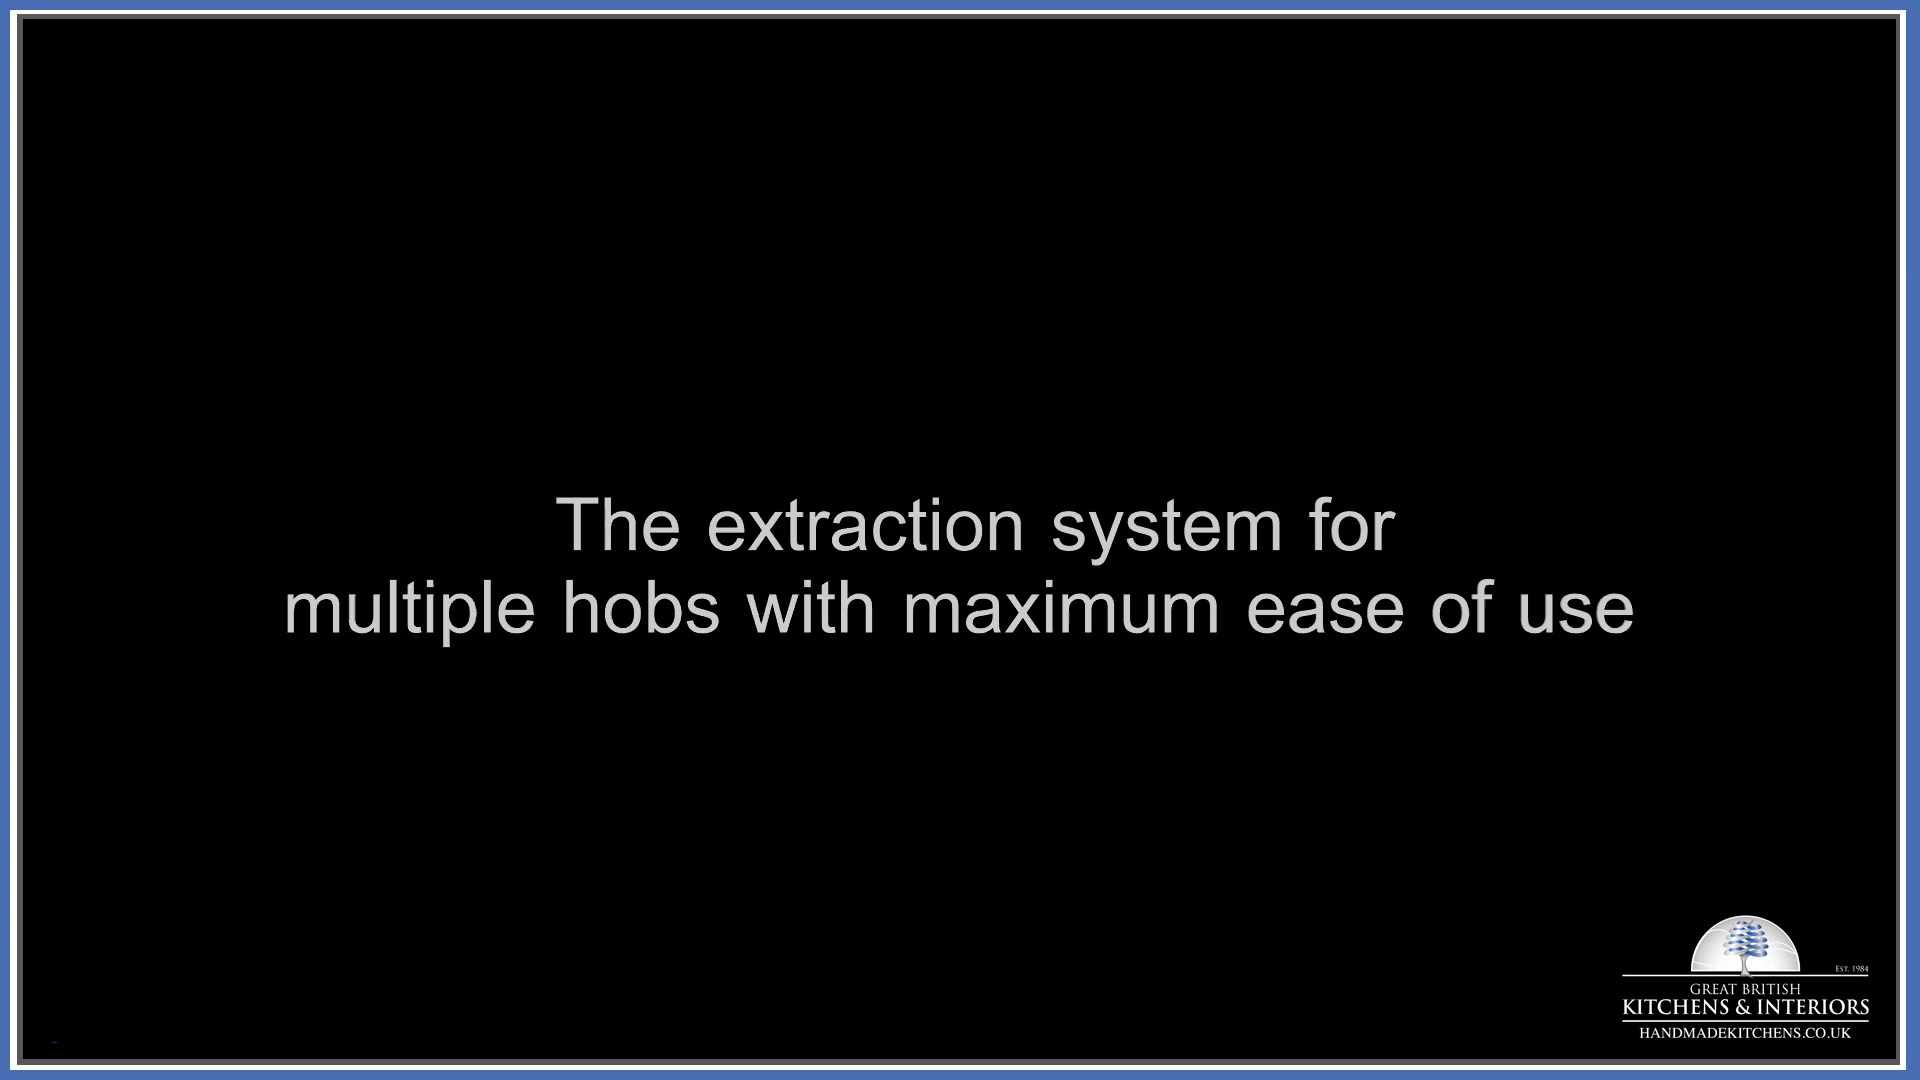 The extraction system for
multiple hobs with maximum ease of use
EST. 1984
GREAT BRITISH
KITCHENS & INTERIORS
HANDMADEKITCHENS.CO.UK